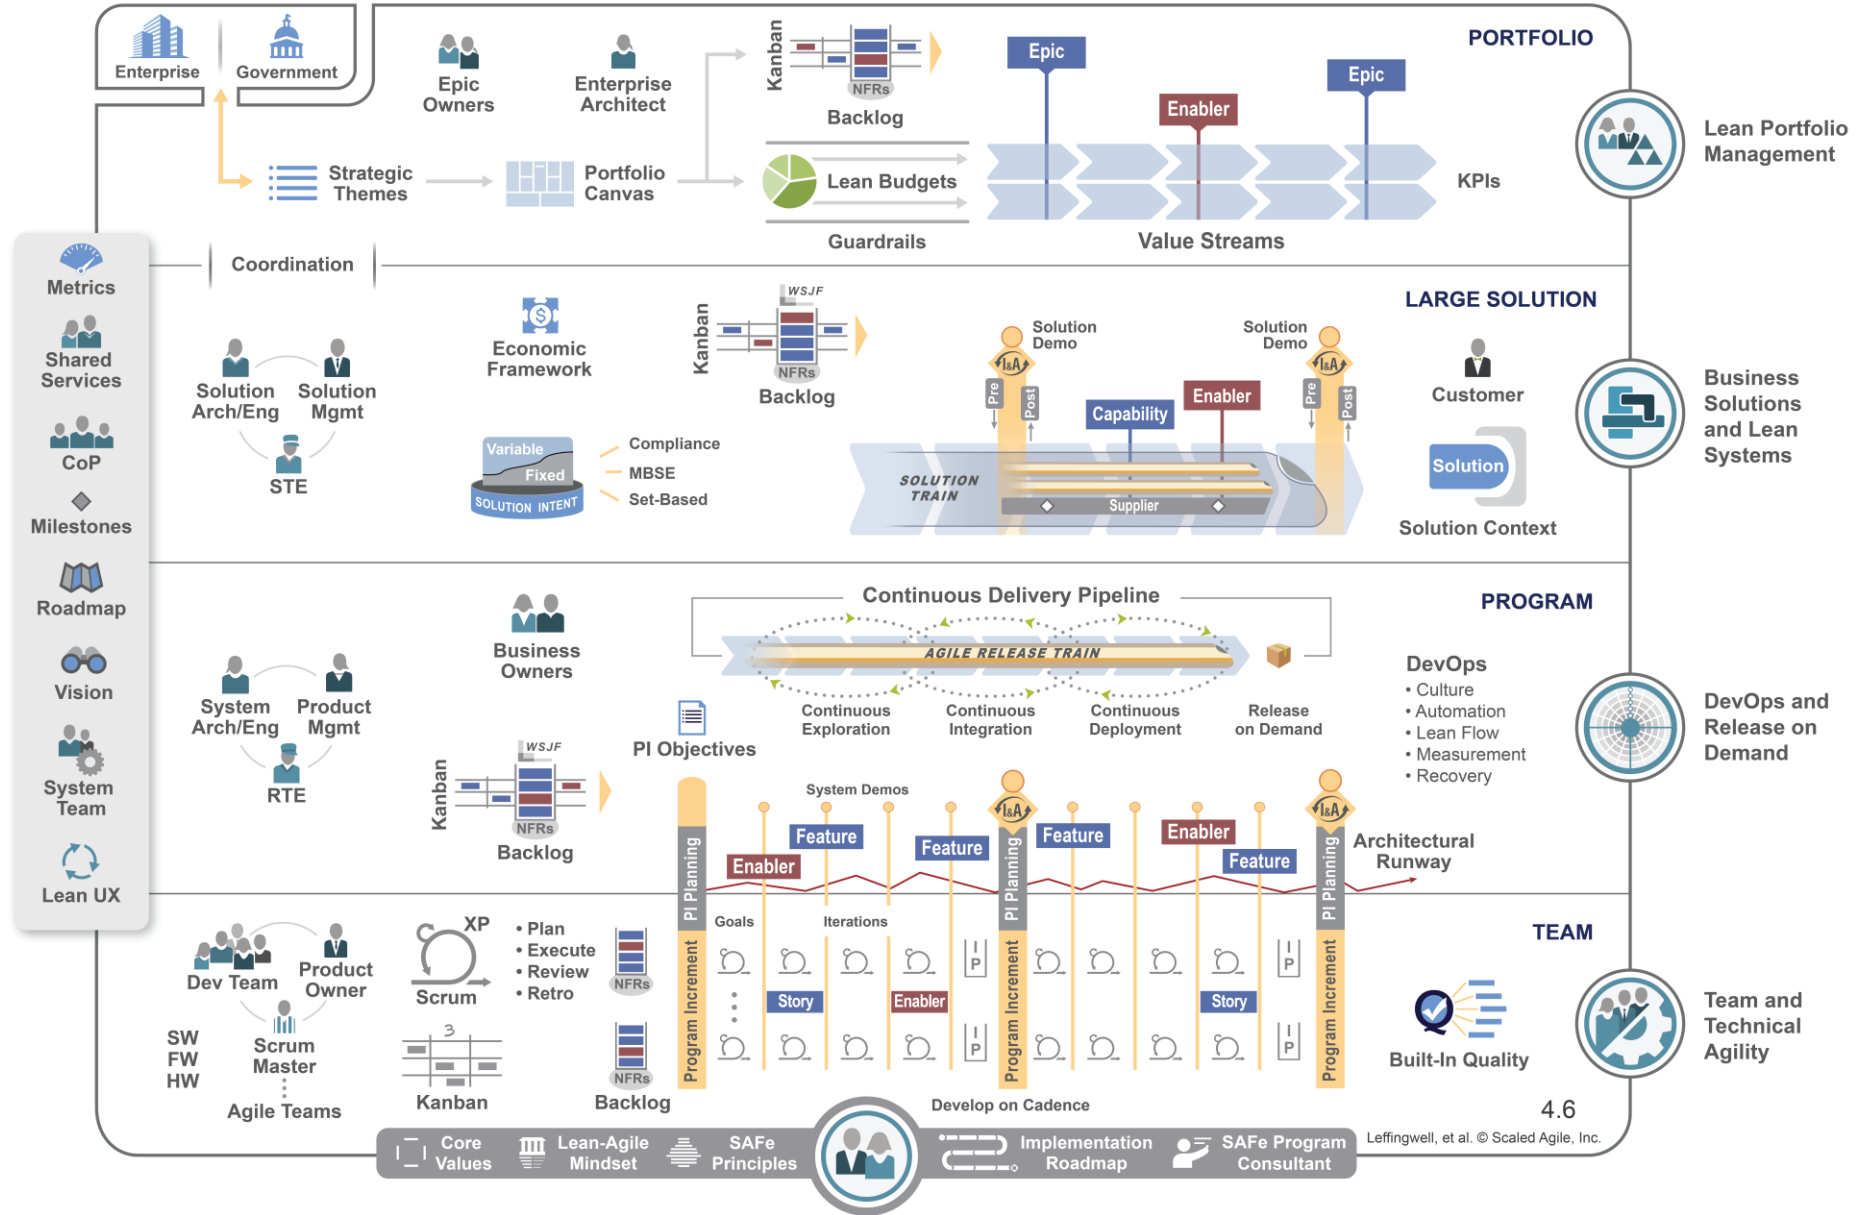 Enterprise
Government
Epic
Owners
Enterprise
Architect
Kanban
NFRs
Backlog
Epic
Enabler
Epic
PORTFOLIO
Lean Portfolio
Management
Strategic
Themes
Portfolio
Canvas
Lean Budgets
Guardrails
Value Streams
KPIs
Coordination
Metrics
Shared
Services
CoP
Milestones
Roadmap
Vision
System
Team
Lean UX
LARGE SOLUTION
Solution
Arch/Eng
Solution
Mgmt
STE
Economic
Framework
Kanban
WSJF
NFRs
Backlog
Variable
Fixed
SOLUTION INTENT
Compliance
MBSE
Set-Based
Solution
Demo
I&A
Pre
Post
Capability
Enabler
Solution
Demo
I&A
Pre
Post
SOLUTION
TRAIN
Supplier
Customer
Solution
Solution Context
Business
Solutions
and Lean
Systems
PROGRAM
System
Arch/Eng
Product
Mgmt
RTE
Business
Owners
Continuous Delivery Pipeline
AGILE RELEASE TRAIN
Continuous
Exploration
Continuous
Integration
Continuous
Deployment
Release
on Demand
DevOps
• Culture
• Automation
• Lean Flow
• Measurement
• Recovery
DevOps and
Release on
Demand
PI Objectives
Kanban
WSJF
NFRs
Backlog
System Demos
I&A
I&A
Enabler
Feature
Feature
Feature
Enabler
Feature
Architectural
Runway
PI Planning
PI Planning
PI Planning
TEAM
Dev Team
Product
Owner
Scrum
Master
SW
FW
HW
Agile Teams
XP
Scrum
• Plan
• Execute
• Review
• Retro
NFRs
3
Kanban
NFRs
Backlog
Goals
Iterations
Program Increment
Program Increment
Program Increment
I
P
I
P
I
P
I
P
Story
Enabler
Story
Built-In Quality
Team and
Technical
Agility
Develop on Cadence
4.6
Leffingwell, et al. © Scaled Agile, Inc.
Core
Values
Lean-Agile
Mindset
SAFe
Principles
Implementation
Roadmap
SAFe Program
Consultant